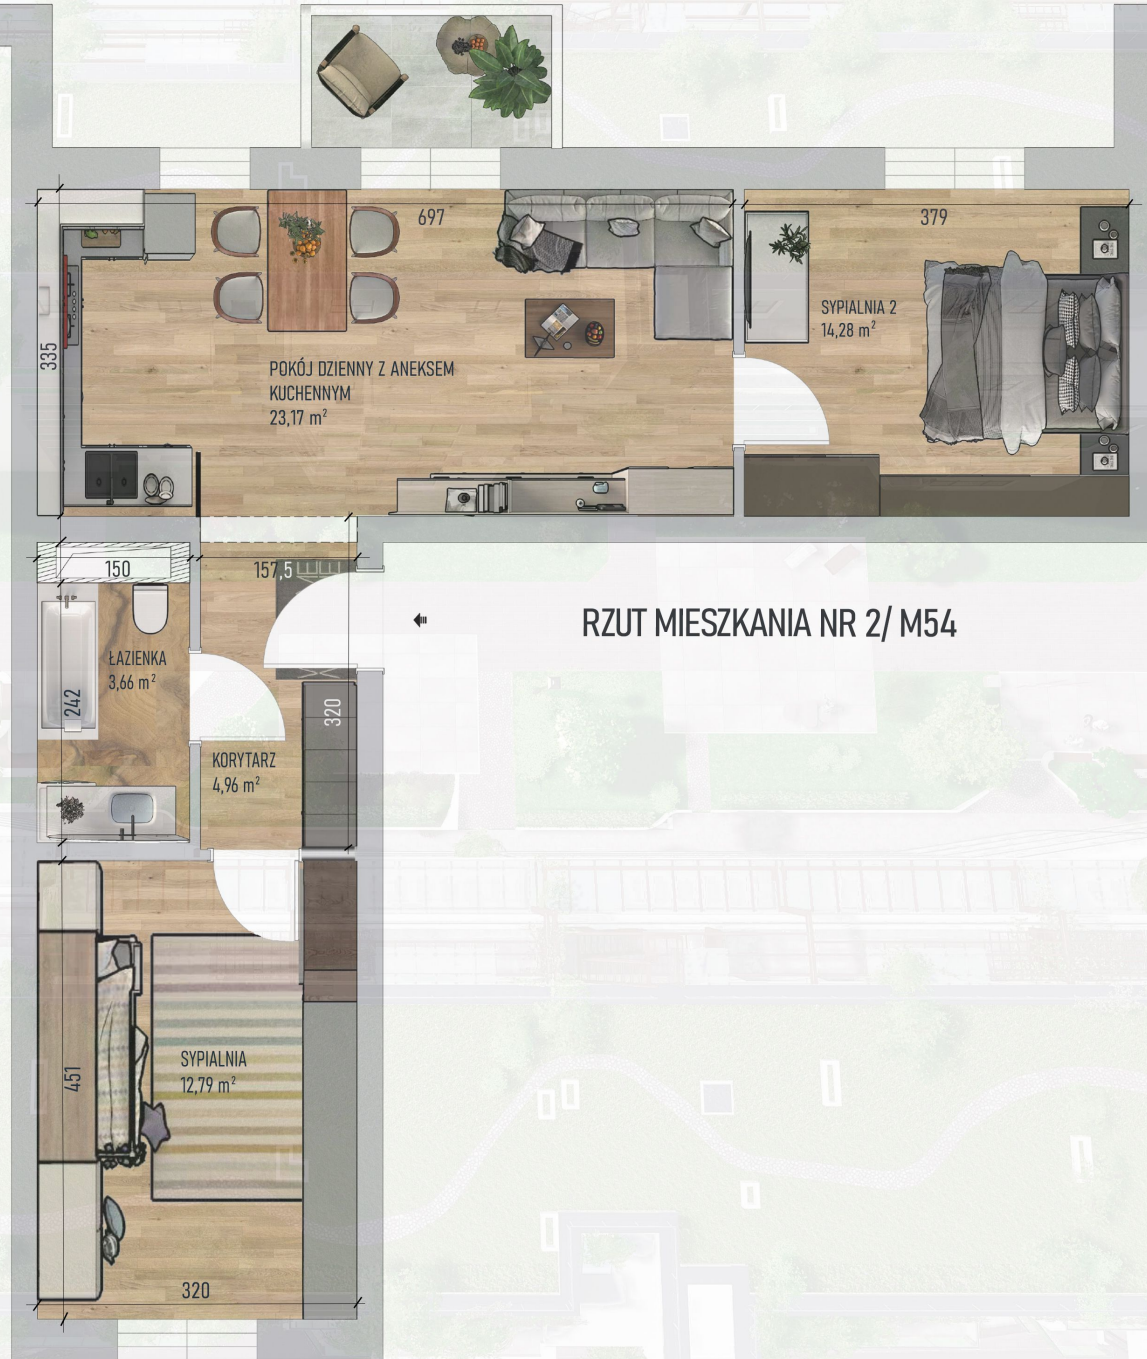 697
379
335
SYPIALNIA 2
14,28 m²
POKÓJ DZIENNY Z ANEKSEM
KUCHENNYM
23,17 m²
150
157,5
RZUT MIESZKANIA NR 2/ M54
ŁAZIENKA
3,66 m²
242
320
KORYTARZ
4,96 m²
SYPIALNIA
12,79 m²
451
320